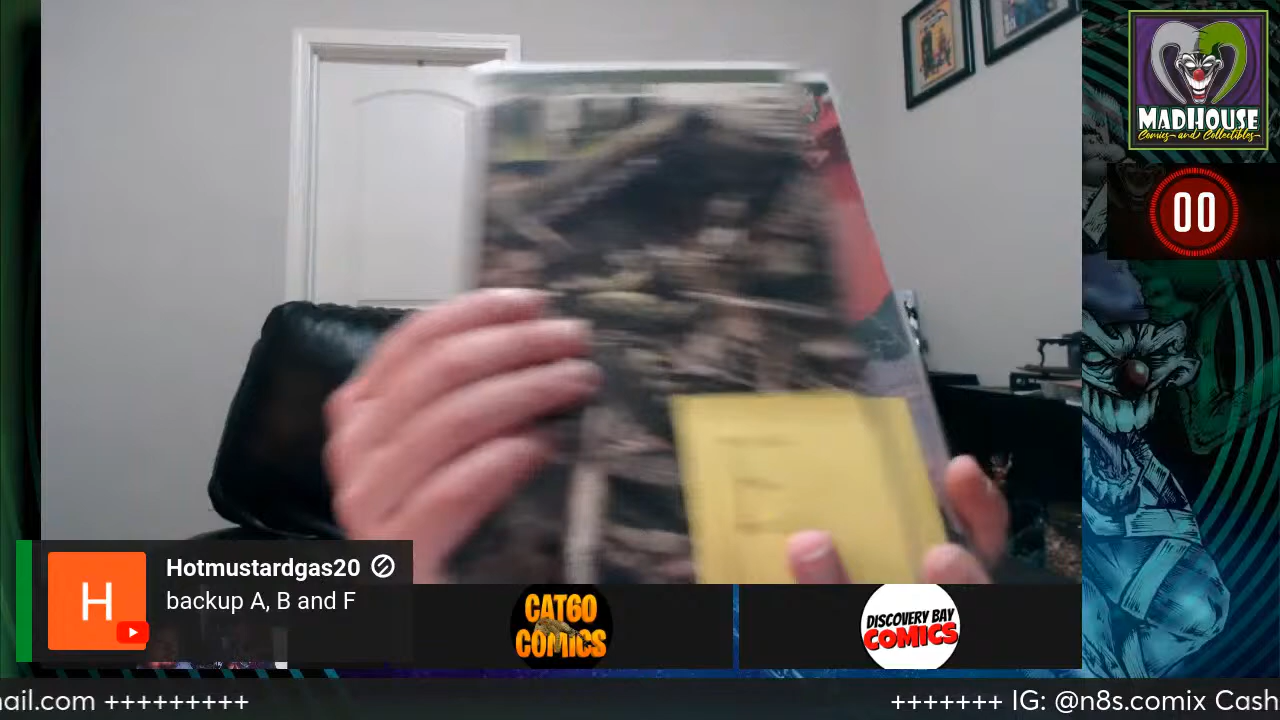 MADHOUSE
Comics and Collectibles
00
Hotmustardgas20
backup A, B and F
CAT60
COMICS
DISCOVERY BAY
COMICS
nail.com +++++++++
+++++++ IG: @n8s.comix Cash